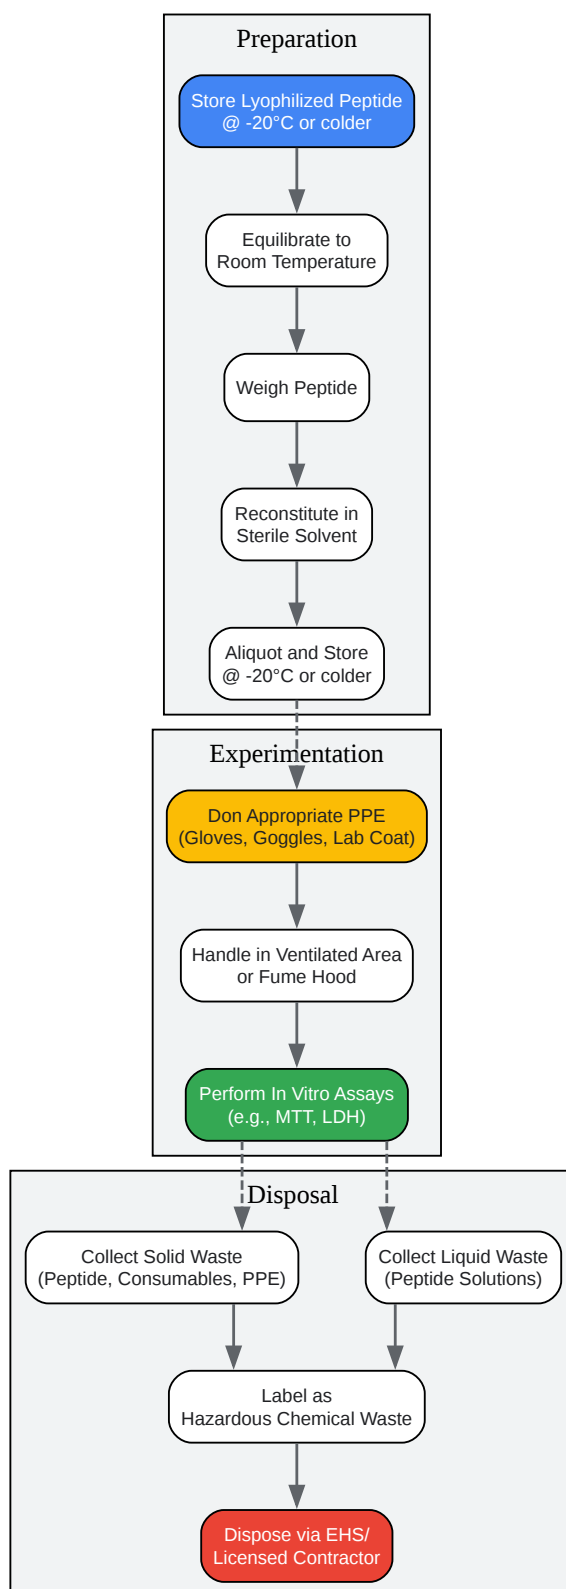 Preparation
Store Lyophilized Peptide
@ -20°C or colder
Equilibrate to
Room Temperature
Weigh Peptide
Reconstitute in
Sterile Solvent
Aliquot and Store
@ -20°C or colder
Experimentation
Don Appropriate PPE
(Gloves, Goggles, Lab Coat)
Handle in Ventilated Area
or Fume Hood
Perform In Vitro Assays
(e.g., MTT, LDH)
Disposal
Collect Solid Waste
(Peptide, Consumables, PPE)
Collect Liquid Waste
(Peptide Solutions)
Label as
Hazardous Chemical Waste
Dispose via EHS/
Licensed Contractor